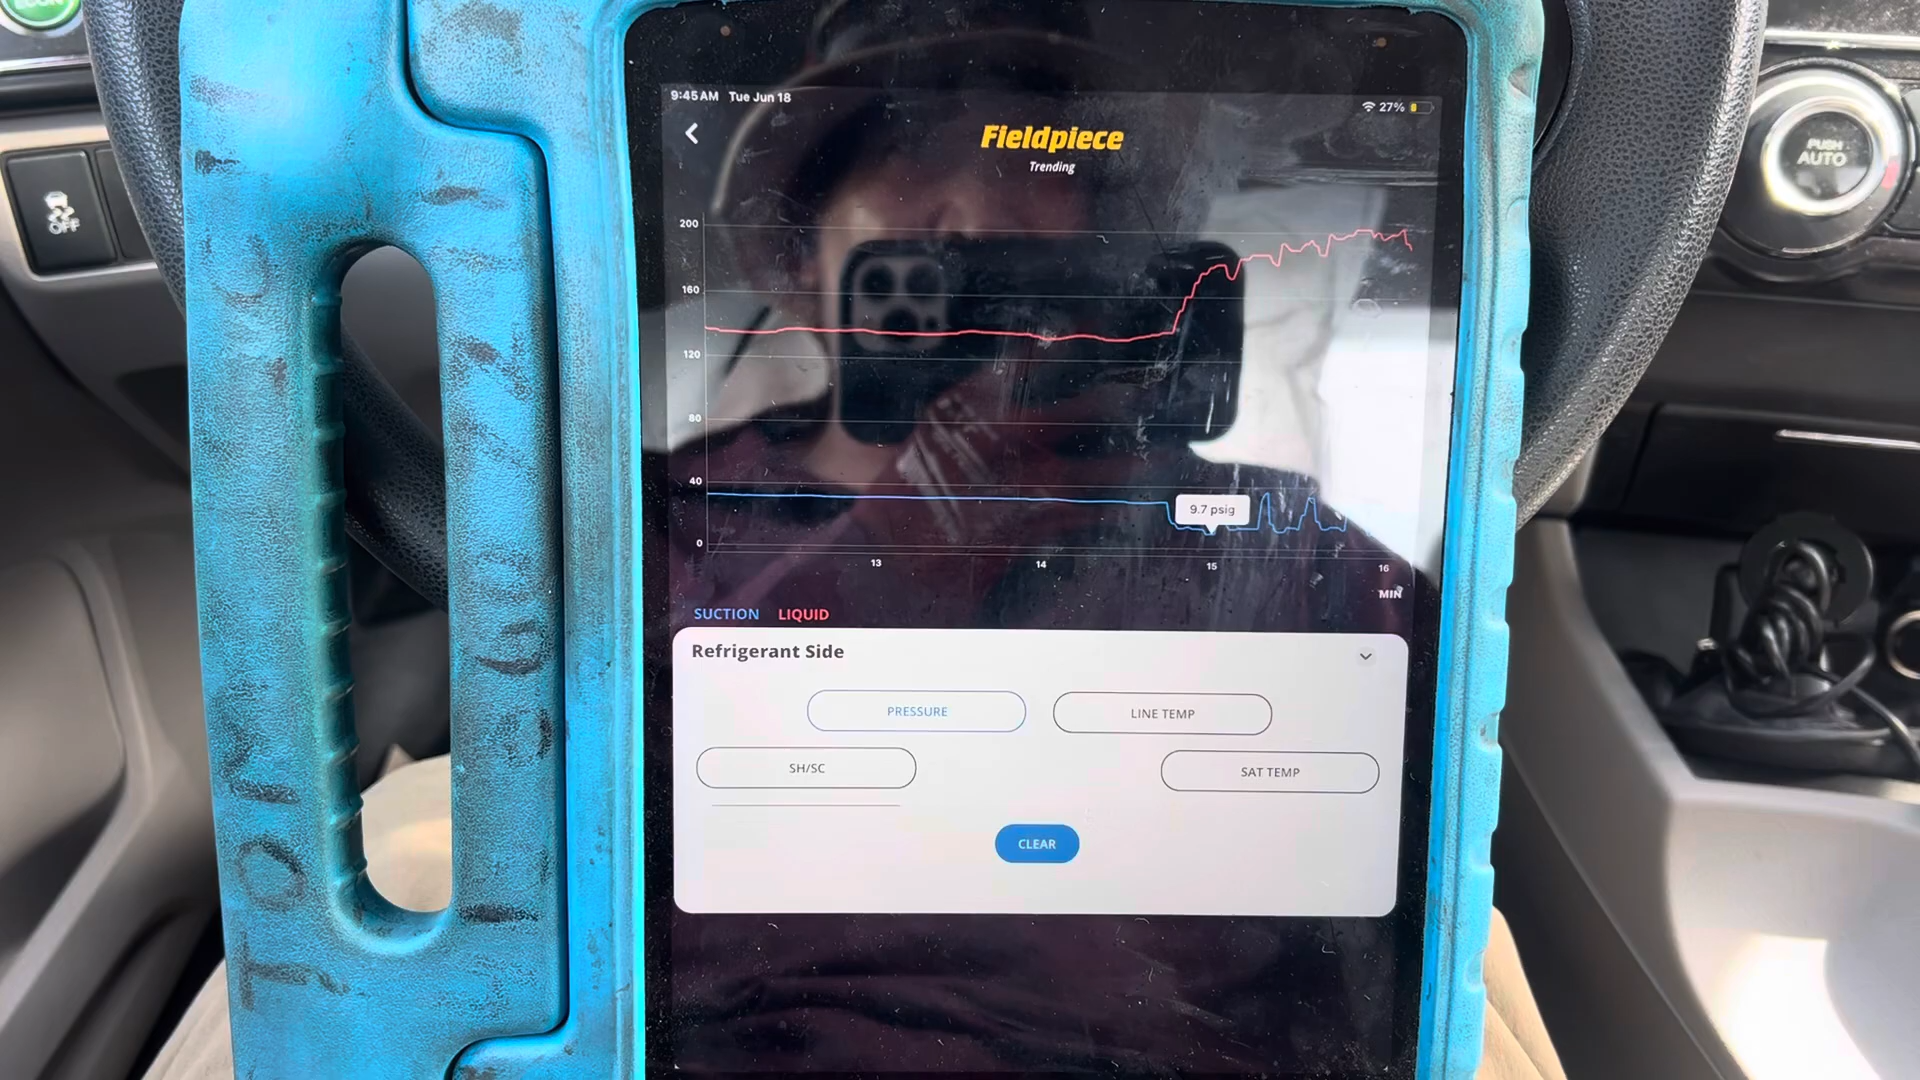 ECON
OFF
PUSH
AUTO
9:45 AM Tue Jun 18
27%
Fieldpiece
Trending
200
160
120
80
40
0
9.7 psig
13
14
15
16
MIN
SUCTION LIQUID
Refrigerant Side
PRESSURE
LINE TEMP
SH/SC
SAT TEMP
CLEAR